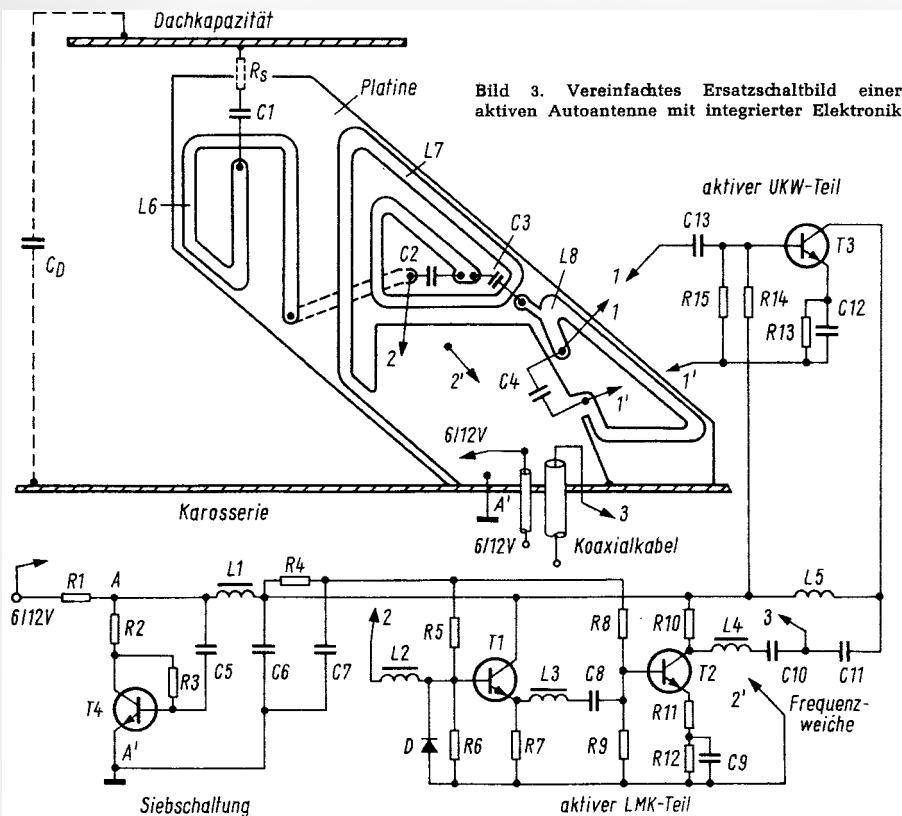 Dachkapazität
Rs
Platine
C1
Bild 3. Vereinfachtes Ersatzschaltbild einer
aktiven Autoantenne mit integrierter Elektronik
L7
L6
CD
C2
C3
L8
1
2
2'
C4
1'
aktiver UKW-Teil
C13
T3
1
R15
R14
R13
C12
1'
6/12V
A'
3
Karosserie
6/12V
Koaxialkabel
6/12V
R1
A
L1
R4
R2
R3
C5
C6
C7
T4
A'
Siebschaltung
2
L2
R5
T1
L3
C8
D
R6
R7
R8
R9
R10
L4
3
L5
T2
C10
C11
R11
2'
Frequenz-
weiche
R12
C9
aktiver LMK-Teil